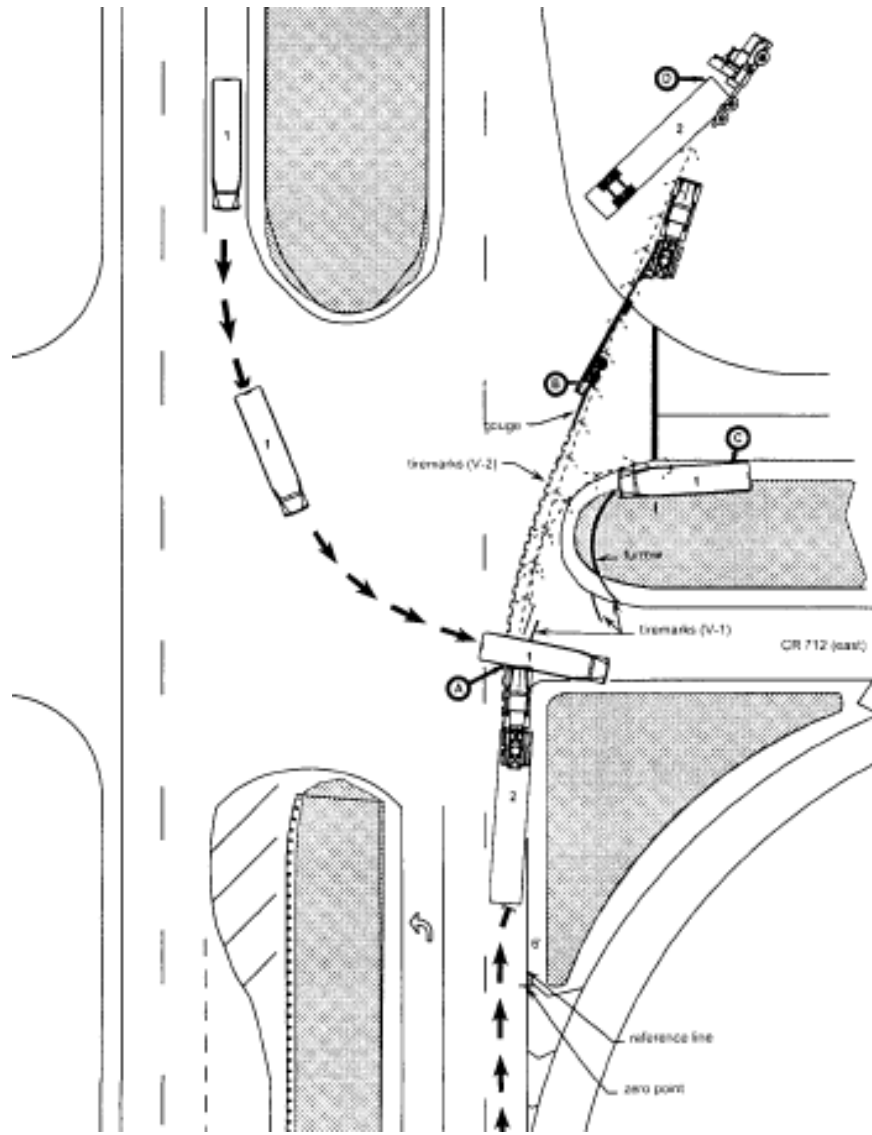 1
D
2
B
gouge
C
tiremarks (V-2)
1
1
furrow
tiremarks (V-1)
CR 712 (east)
1
A
2
6'
reference line
zero point